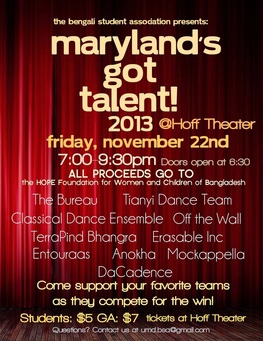 the bengali student association presents:
maryland's
got
talent!
2013 @Hoff Theater
friday, november 22nd
7:00-9:30pm Doors open at 6:30
ALL PROCEEDS GO TO
the HOPE Foundation for Women and Children of Bangladesh
The Bureau Tianyi Dance Team
Classical Dance Ensemble Off the Wall
TerraPind Bhangra Erasable Inc
Entouraas Anokha Mockappella
DaCadence
Come support your favorite teams
as they compete for the win!
Students: $5 GA: $7 tickets at Hoff Theater
Questions? Contact us at umd.bsa@gmail.com